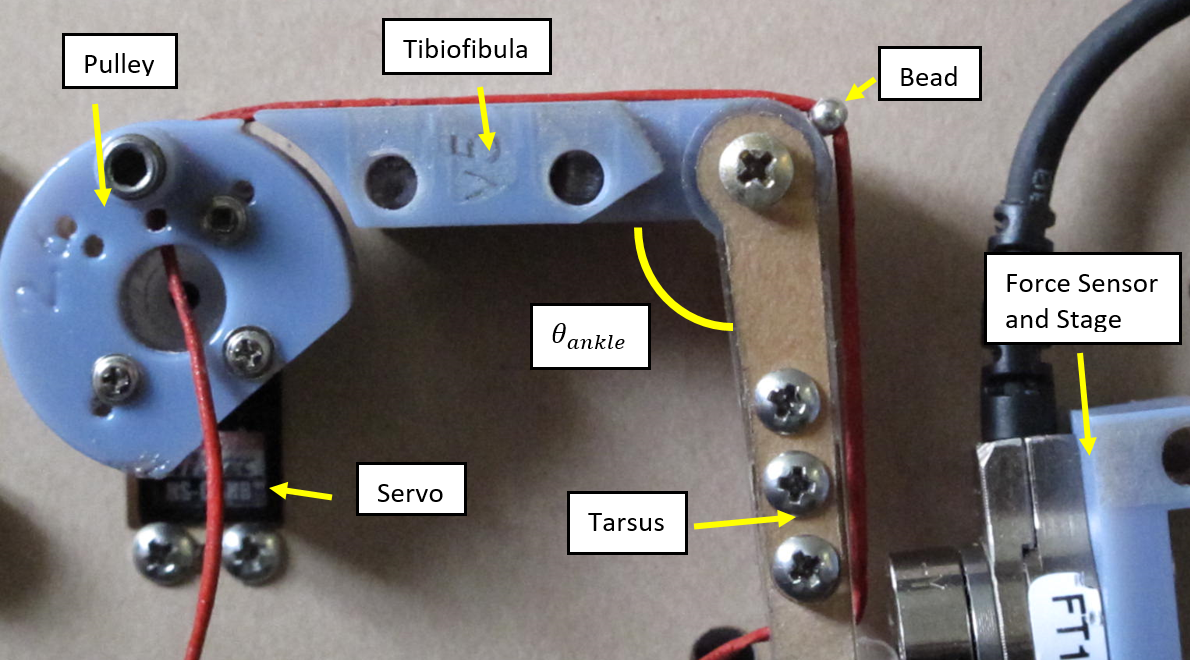 Pulley
Tibiofibula
Bead
θankle
Force Sensor
and Stage
Servo
Tarsus
FT1